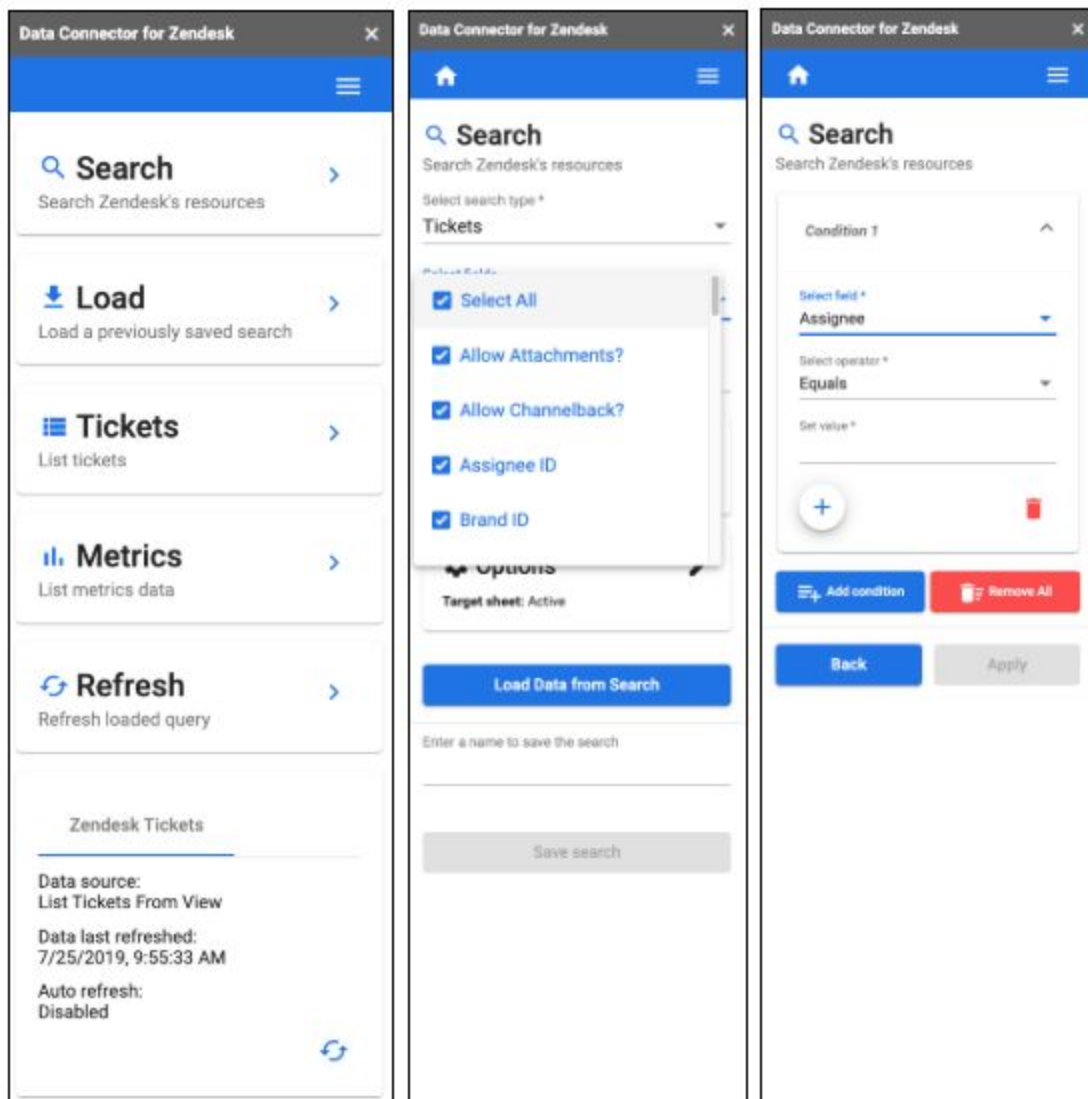 Data Connector for Zendesk
Search
Search Zendesk's resources
Load
Load a previously saved search
Tickets
List tickets
Metrics
List metrics data
Refresh
Refresh loaded query
Zendesk Tickets
Data source:
List Tickets From View
Data last refreshed:
7/25/2019, 9:55:33 AM
Auto refresh:
Disabled
Data Connector for Zendesk
Search
Search Zendesk's resources
Select search type *
Tickets
Select fields
Select All
Allow Attachments?
Allow Channelback?
Assignee ID
Brand ID
Options
Target sheet: Active
Load Data from Search
Enter a name to save the search
Save search
Data Connector for Zendesk
Search
Search Zendesk's resources
Condition 1
Select field *
Assignee
Select operator *
Equals
Set value *
Add condition
Remove All
Back
Apply